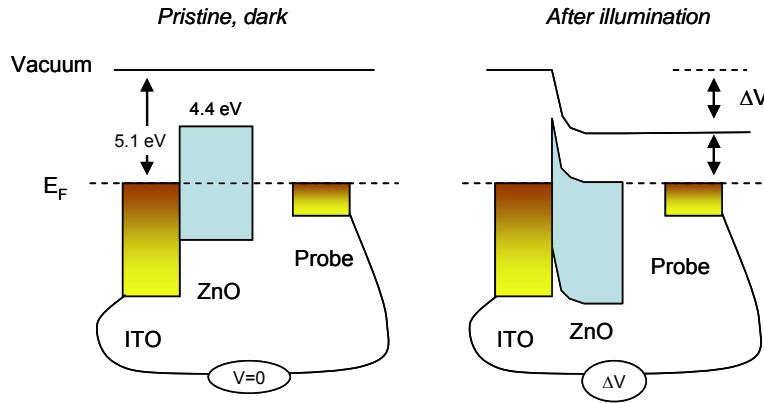 Pristine, dark
After illumination
Vacuum
4.4 eV
5.1 eV
E_F
ZnO
Probe
ITO
V=0
ΔV
Probe
ZnO
ITO
ΔV